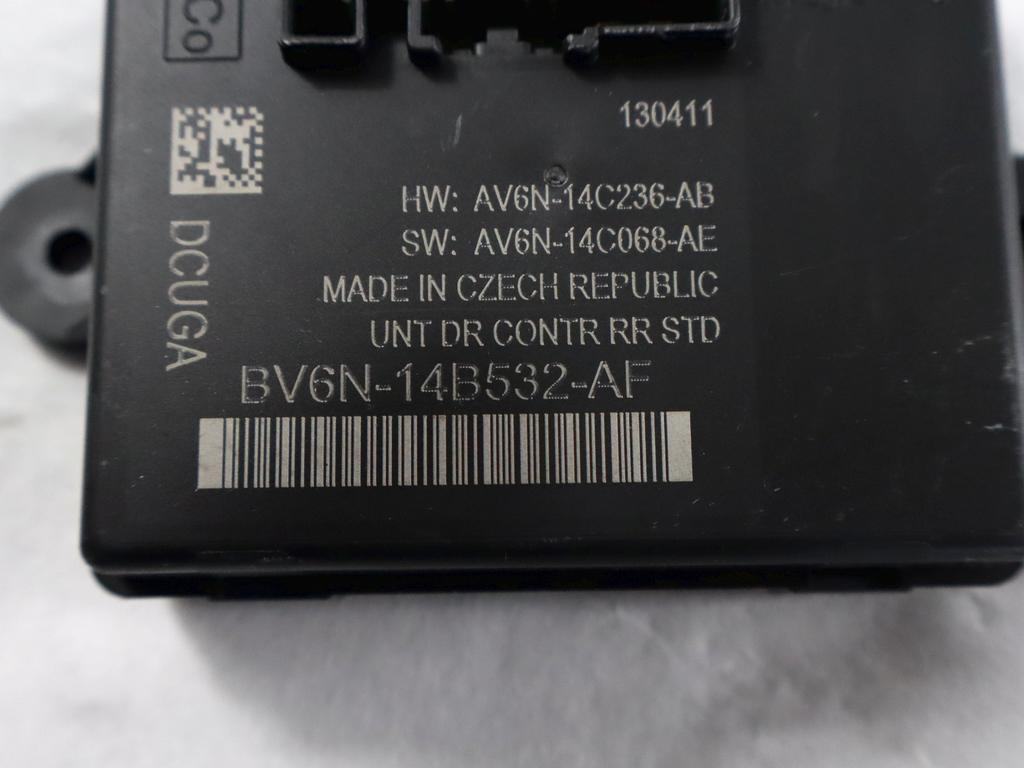 Co
130411
HW: AV6N-14C236-AB
SW: AV6N-14C068-AE
MADE IN CZECH REPUBLIC
UNT DR CONTR RR STD
DCUGA
BV6N-14B532-AF